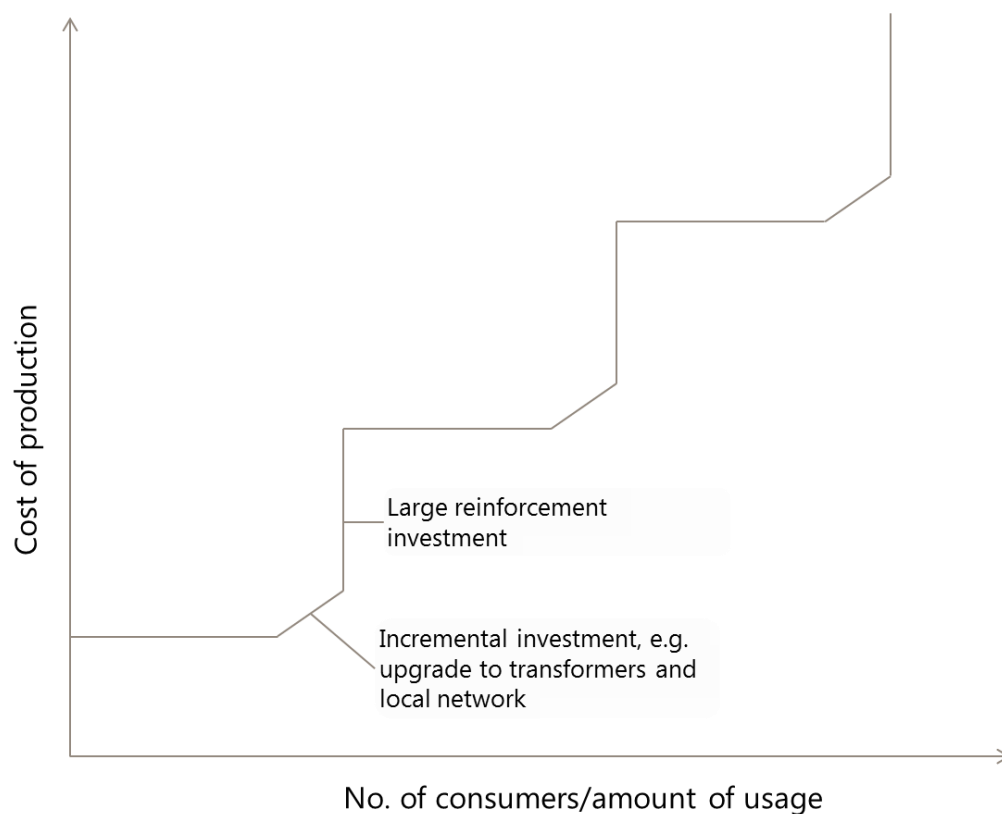 Cost of production
Large reinforcement
investment
Incremental investment, e.g.
upgrade to transformers and
local network
No. of consumers/amount of usage